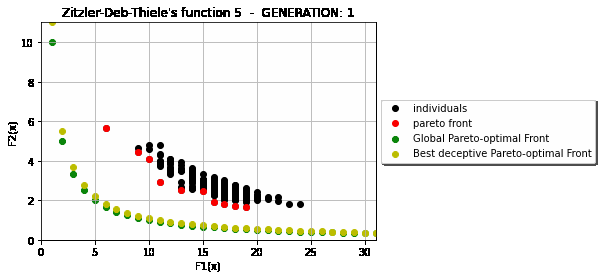 Zitzler-Deb-Thiele's function 5 - GENERATION: 1
10
8
6
4
2
0
F2(x)
0 5 10 15 20 25 30
F1(x)
individuals
pareto front
Global Pareto-optimal Front
Best deceptive Pareto-optimal Front